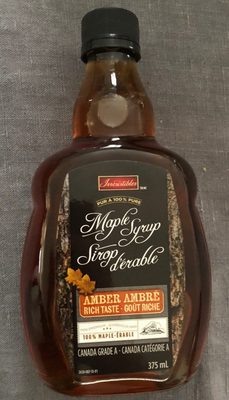 Irresistibles
PUR À 100% PURE
Maple Syrup
Sirop d'érable
AMBER AMBRÉ
RICH TASTE · GOÛT RICHE
100% MAPLE-ÉRABLE
CANADA GRADE A · CANADA CATÉGORIE A
375 mL